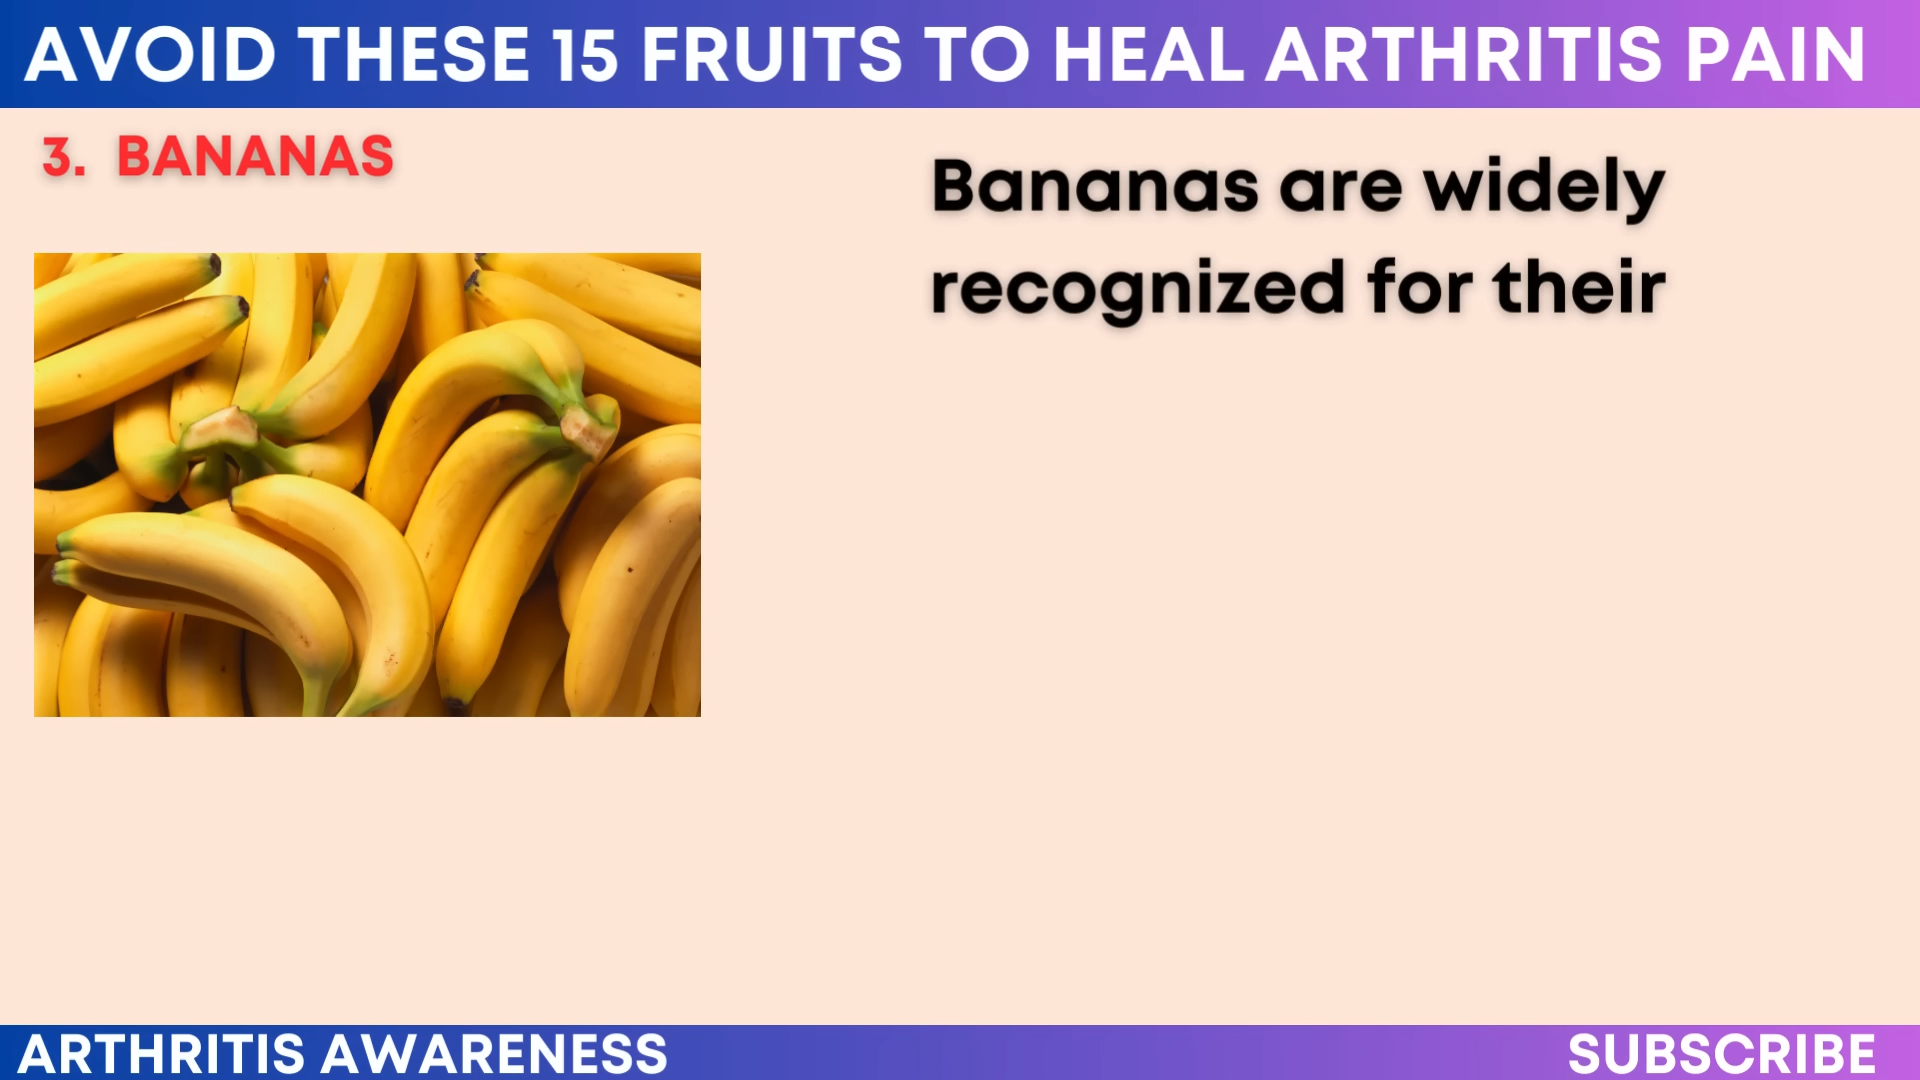 AVOID THESE 15 FRUITS TO HEAL ARTHRITIS PAIN
3. BANANAS
Bananas are widely
recognized for their
ARTHRITIS AWARENESS
SUBSCRIBE